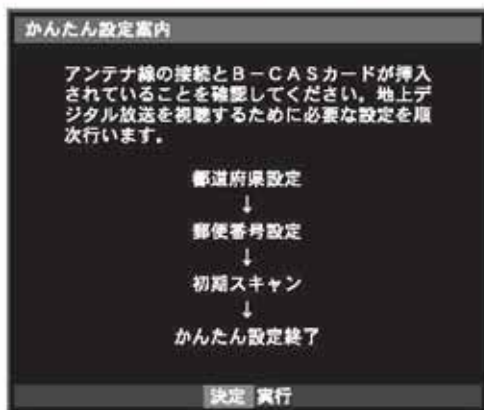 かんたん設定案内
アンテナ線の接続とB－CASカードが挿入
されていることを確認してください。地上デ
ジタル放送を視聴するために必要な設定を順
次行います。
都道府県設定
↓
郵便番号設定
↓
初期スキャン
↓
かんたん設定終了
決定 実行